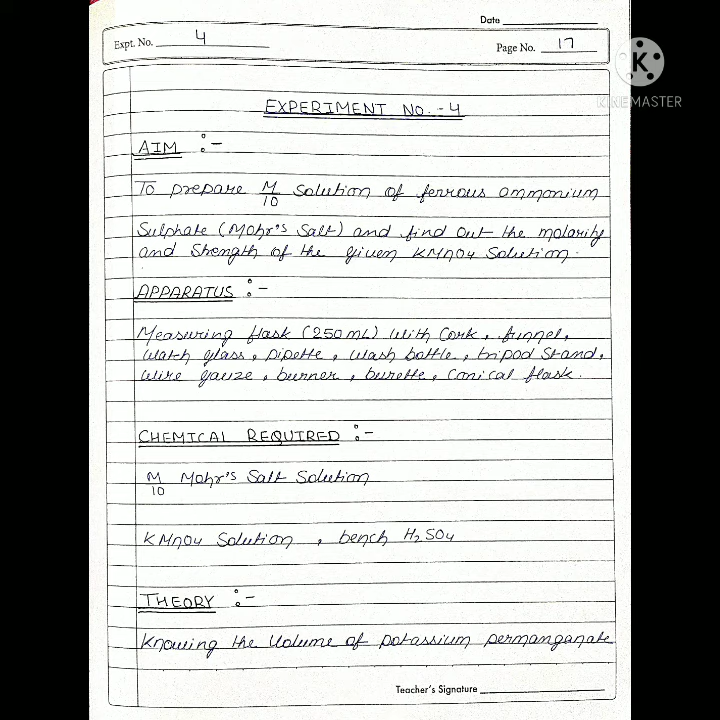 Date
Expt. No. 4
Page No. 17
K
KINEMASTER
EXPERIMENT NO. - 4
AIM :-
To prepare M/10 Solution of ferrous ammonium
Sulphate (Mohr's Salt) and find out the molarity
and Strength of the given KMnO4 Solution.
APPARATUS :-
Measuring flask (250mL) with Cork, funnel,
Watch glass, pipette, wash bottle, tripod Stand,
Wire gauze, burner, burette, Conical flask.
CHEMICAL REQUIRED :-
M/10 Mohr's Salt Solution
KMnO4 Solution, bench H2SO4
THEORY :-
Knowing the Volume of potassium permanganate
Teacher's Signature